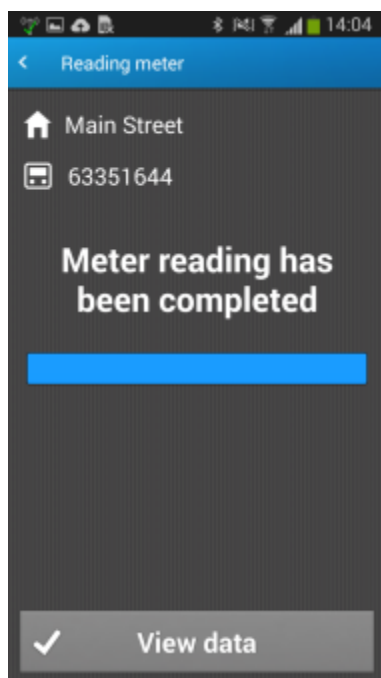 14:04
Reading meter
Main Street
63351644
Meter reading has
been completed
View data